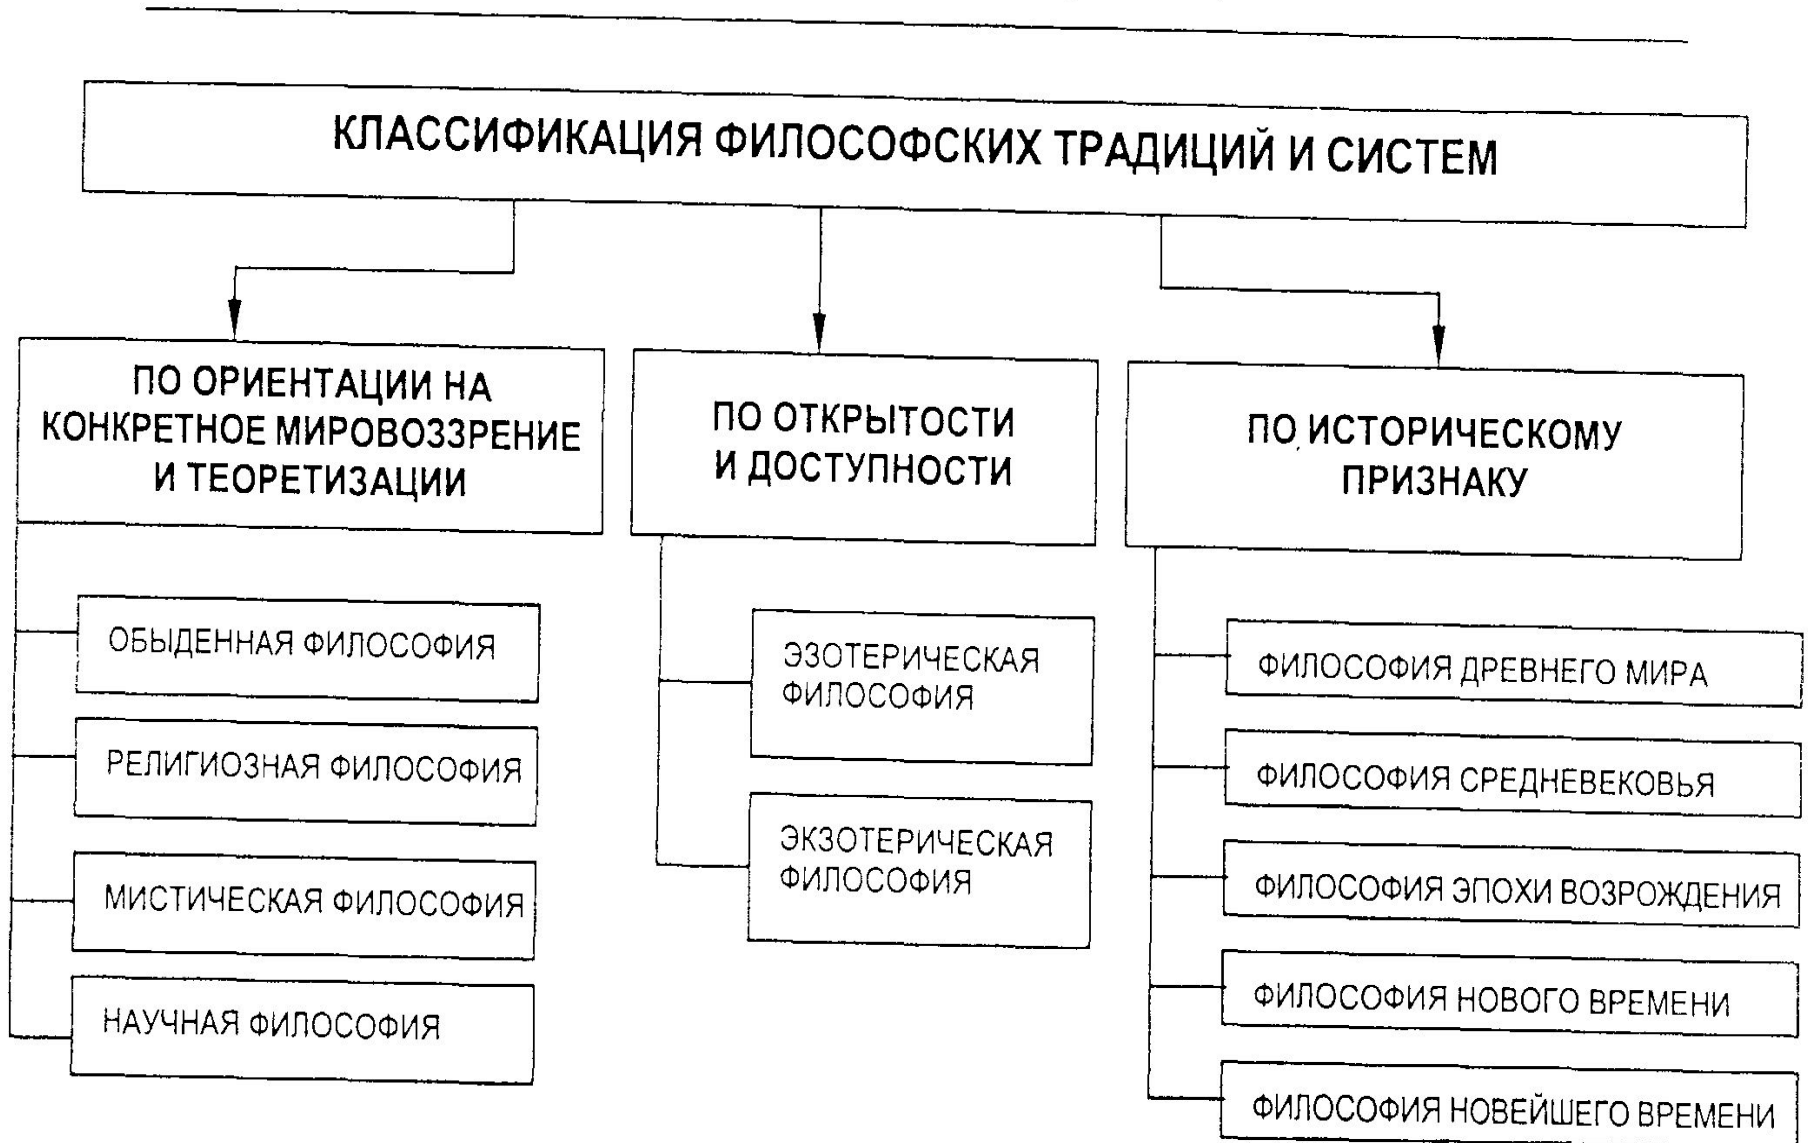 КЛАССИФИКАЦИЯ ФИЛОСОФСКИХ ТРАДИЦИЙ И СИСТЕМ
ПО ОРИЕНТАЦИИ НА
КОНКРЕТНОЕ МИРОВОЗЗРЕНИЕ
И ТЕОРЕТИЗАЦИИ
ОБЫДЕННАЯ ФИЛОСОФИЯ
РЕЛИГИОЗНАЯ ФИЛОСОФИЯ
МИСТИЧЕСКАЯ ФИЛОСОФИЯ
НАУЧНАЯ ФИЛОСОФИЯ
ПО ОТКРЫТОСТИ
И ДОСТУПНОСТИ
ЭЗОТЕРИЧЕСКАЯ
ФИЛОСОФИЯ
ЭКЗОТЕРИЧЕСКАЯ
ФИЛОСОФИЯ
ПО ИСТОРИЧЕСКОМУ
ПРИЗНАКУ
ФИЛОСОФИЯ ДРЕВНЕГО МИРА
ФИЛОСОФИЯ СРЕДНЕВЕКОВЬЯ
ФИЛОСОФИЯ ЭПОХИ ВОЗРОЖДЕНИЯ
ФИЛОСОФИЯ НОВОГО ВРЕМЕНИ
ФИЛОСОФИЯ НОВЕЙШЕГО ВРЕМЕНИ